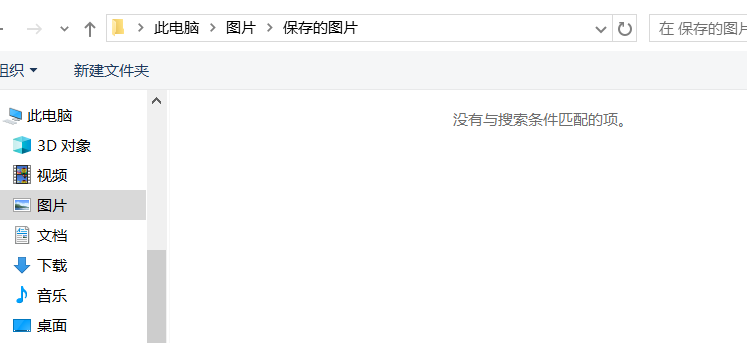 此电脑 图片 保存的图片 在 保存的图片
组织 新建文件夹
此电脑
3D 对象
视频
图片
文档
下载
音乐
桌面
没有与搜索条件匹配的项。